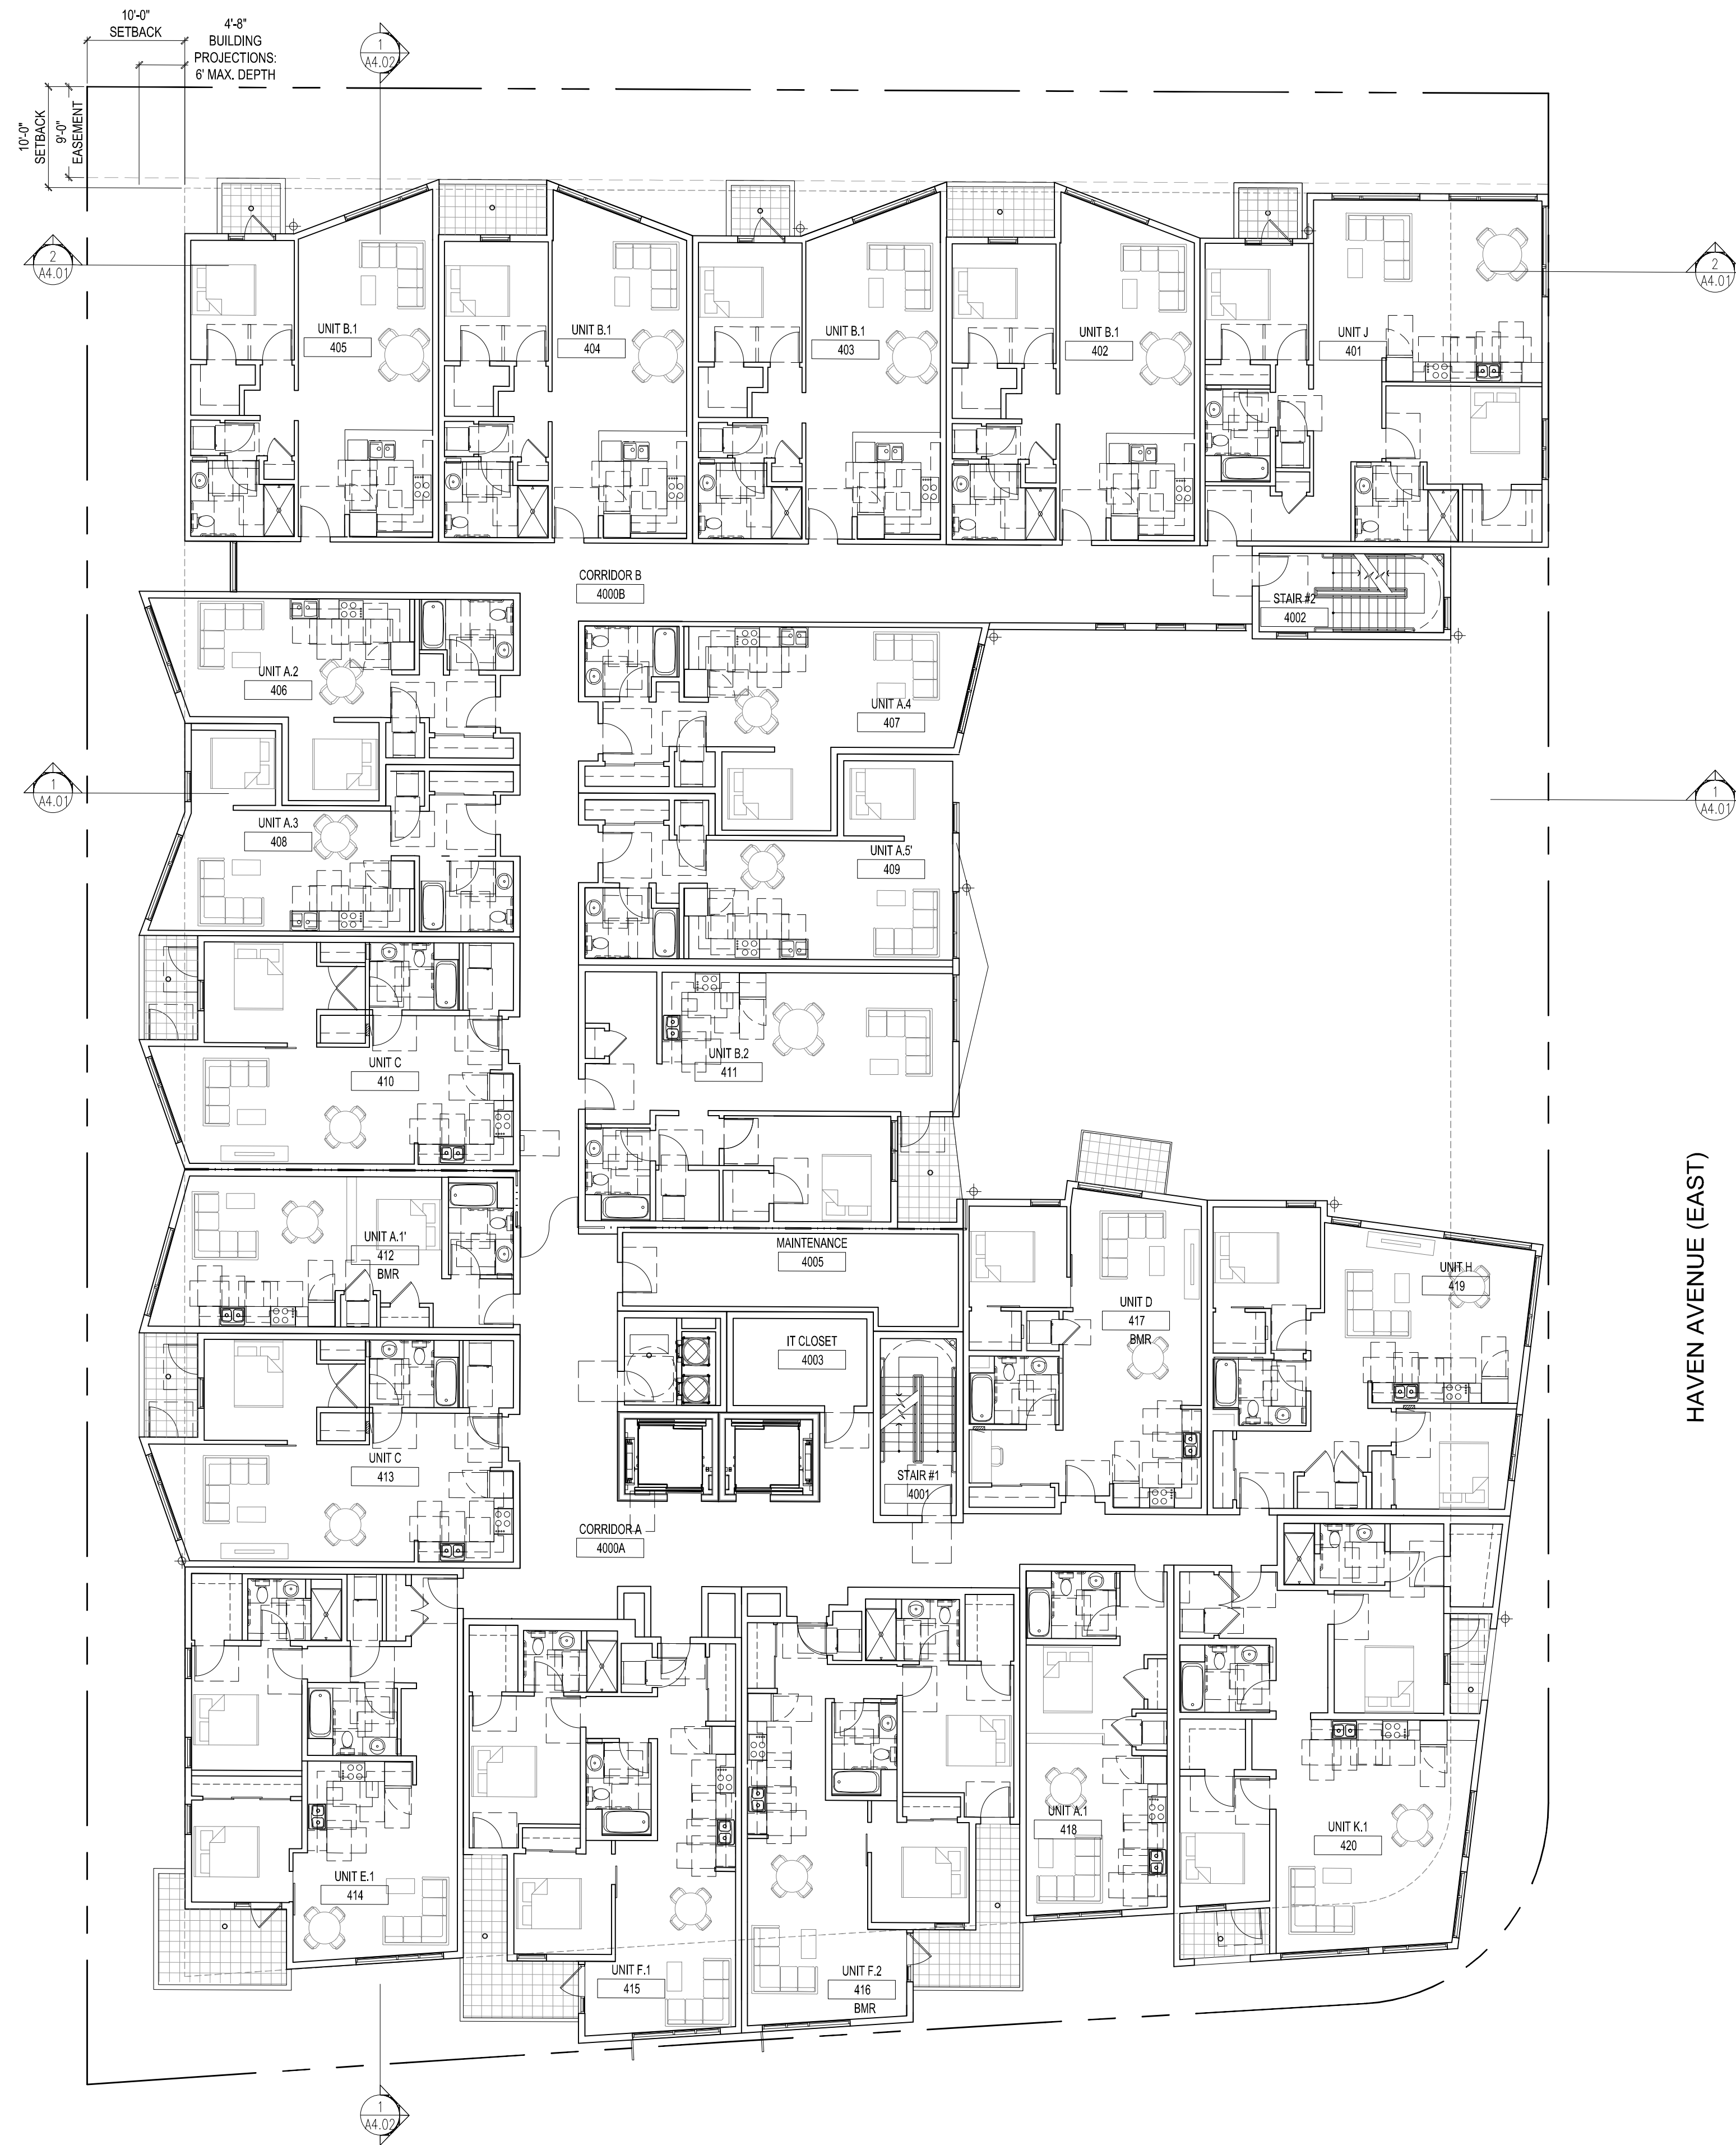 10'-0"
SETBACK
4'-8"
BUILDING
PROJECTIONS:
6' MAX. DEPTH
1
A4.02
10'-0"
SETBACK
9'-0"
EASEMENT
2
A4.01
2
A4.01
UNIT B.1
405
UNIT B.1
404
UNIT B.1
403
UNIT B.1
402
UNIT J
401
CORRIDOR B
4000B
STAIR #2
4002
UNIT A.2
406
UNIT A.4
407
1
A4.01
1
A4.01
UNIT A.3
408
UNIT A.5'
409
UNIT C
410
UNIT B.2
411
UNIT A.1'
412
BMR
MAINTENANCE
4005
UNIT D
417
BMR
UNIT H
419
HAVEN AVENUE (EAST)
IT CLOSET
4003
UNIT C
413
STAIR #1
4001
CORRIDOR A
4000A
UNIT E.1
414
UNIT F.1
415
UNIT F.2
416
BMR
UNIT A.1
418
UNIT K.1
420
1
A4.02